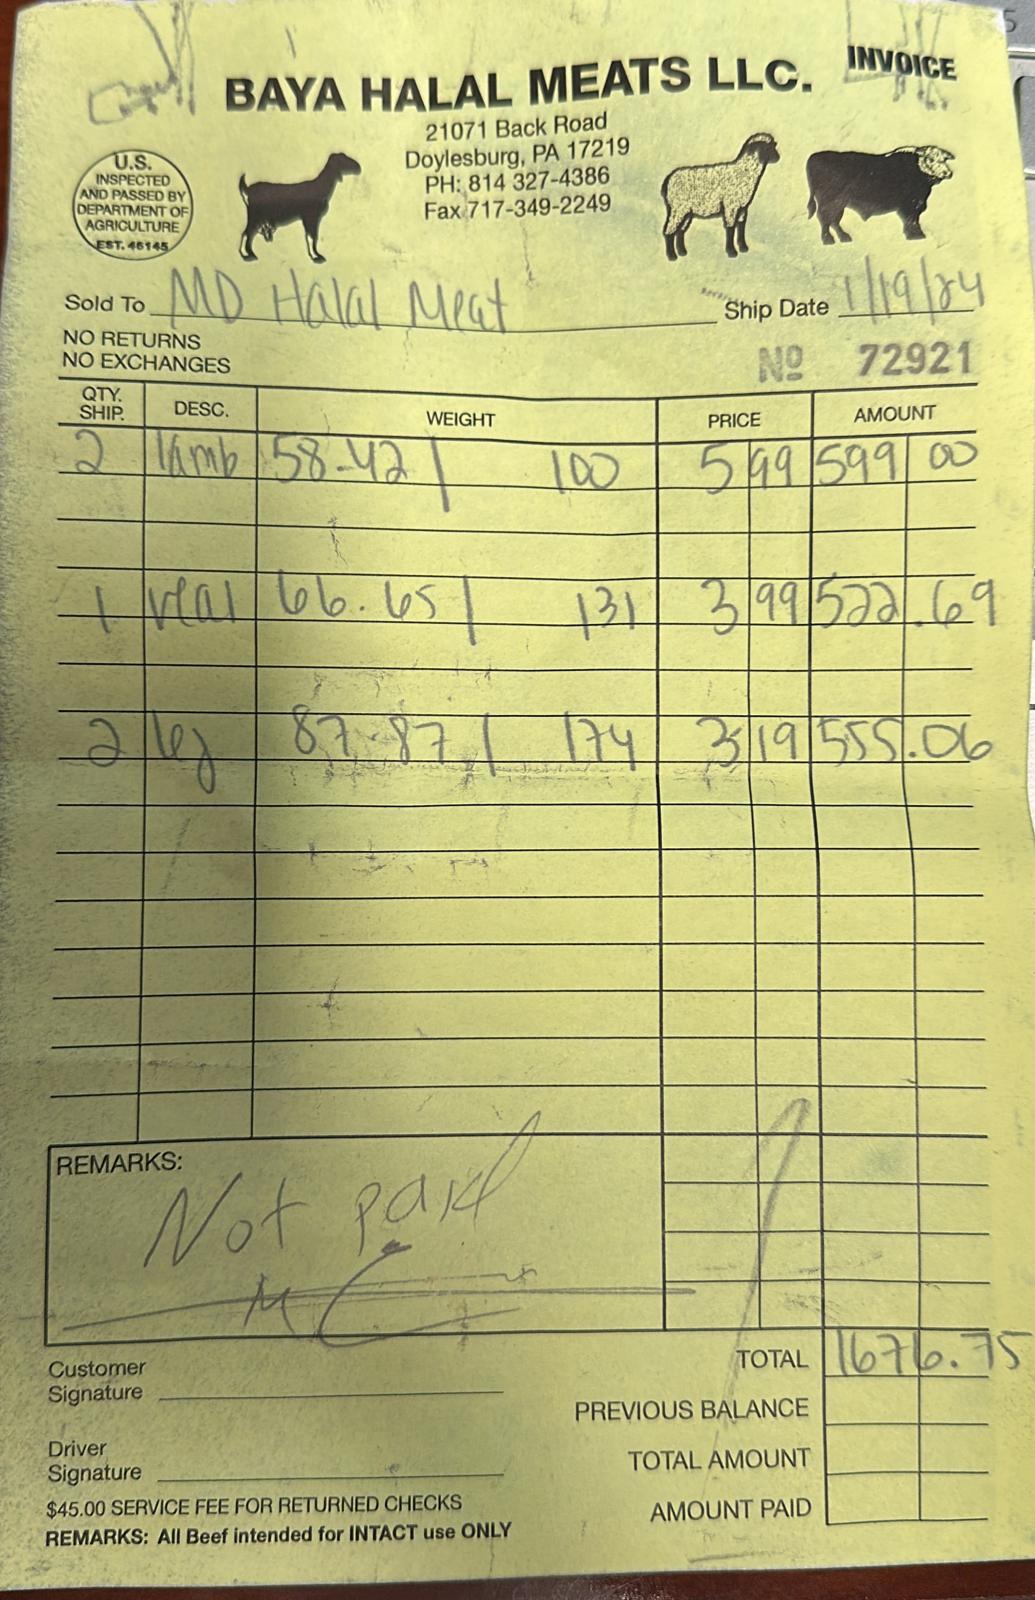 INVOICE
BAYA HALAL MEATS LLC.
21071 Back Road
Doylesburg, PA 17219
PH: 814 327-4386
Fax 717-349-2249
U.S.
INSPECTED
AND PASSED BY
DEPARTMENT OF
AGRICULTURE
EST. 46145
Sold To MD Halal Meat Ship Date 1/19/24
NO RETURNS
NO EXCHANGES
Nº 72921
QTY. SHIP. DESC. WEIGHT PRICE AMOUNT
2 lamb 58-42 | 100 5 99 599 00
1 veal 66.65 | 131 3 99 522.69
2 leg 87-87 | 174 3 19 555.06
REMARKS:
Not paid
TOTAL 1676.75
Customer
Signature
PREVIOUS BALANCE
Driver
Signature
TOTAL AMOUNT
$45.00 SERVICE FEE FOR RETURNED CHECKS
AMOUNT PAID
REMARKS: All Beef intended for INTACT use ONLY